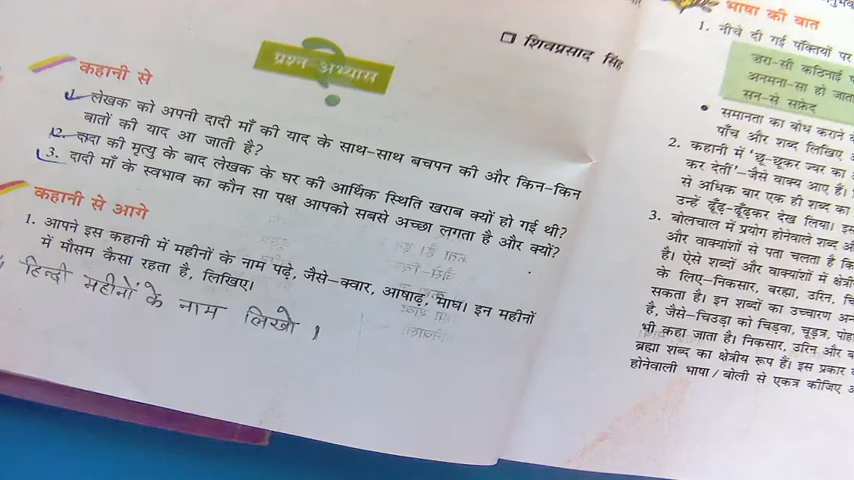 ❑ शिवप्रसाद सिंह
प्रश्न-अभ्यास
कहानी से
1. लेखक को अपनी दादी माँ की याद के साथ-साथ बचपन की और किन-किन
बातों की याद आ जाती है?
2. दादा की मृत्यु के बाद लेखक के घर की आर्थिक स्थिति खराब क्यों हो गई थी?
3. दादी माँ के स्वभाव का कौन सा पक्ष आपको सबसे अच्छा लगता है और क्यों?
कहानी से आगे
1. आपने इस कहानी में महीनों के नाम पढ़े, जैसे-क्वार, आषाढ़, माघ। इन महीनों
में मौसम कैसा रहता है, लिखिए।
हिन्दी महीनों के नाम लिखो।
भाषा की बात
1. नीचे दी गई पंक्तियों पर
ज़रा-सी कठिनाई
अनमना-सा हो जाता
सन-से सफ़ेद
• समानता का बोध कराने
पाँच और शब्द लिखिए
2. कहानी में 'छू-छूकर ज्वर का
कर देतीं'-जैसे वाक्य आए हैं।
से अधिक बार एक ही शब्द का
उन्हें ढूँढ़-ढूँढ़कर देख लिया।
3. बोलचाल में प्रयोग होनेवाले शब्द
और वाक्यांशों से पता चलता है कि
है। ऐसे शब्दों और वाक्यांशों में
के लिए-निकसार, बरह्मा, उरिन,
सकता है। इन शब्दों का उच्चारण
है, जैसे-चिउड़ा को चिड़वा, चूड़त्र,
भी कहा जाता है। निकसार, उरिन और
ब्रह्मा शब्द का क्षेत्रीय रूप हैं। इस प्रकार
होनेवाली भाषा/बोली से एकत्र कीजिए